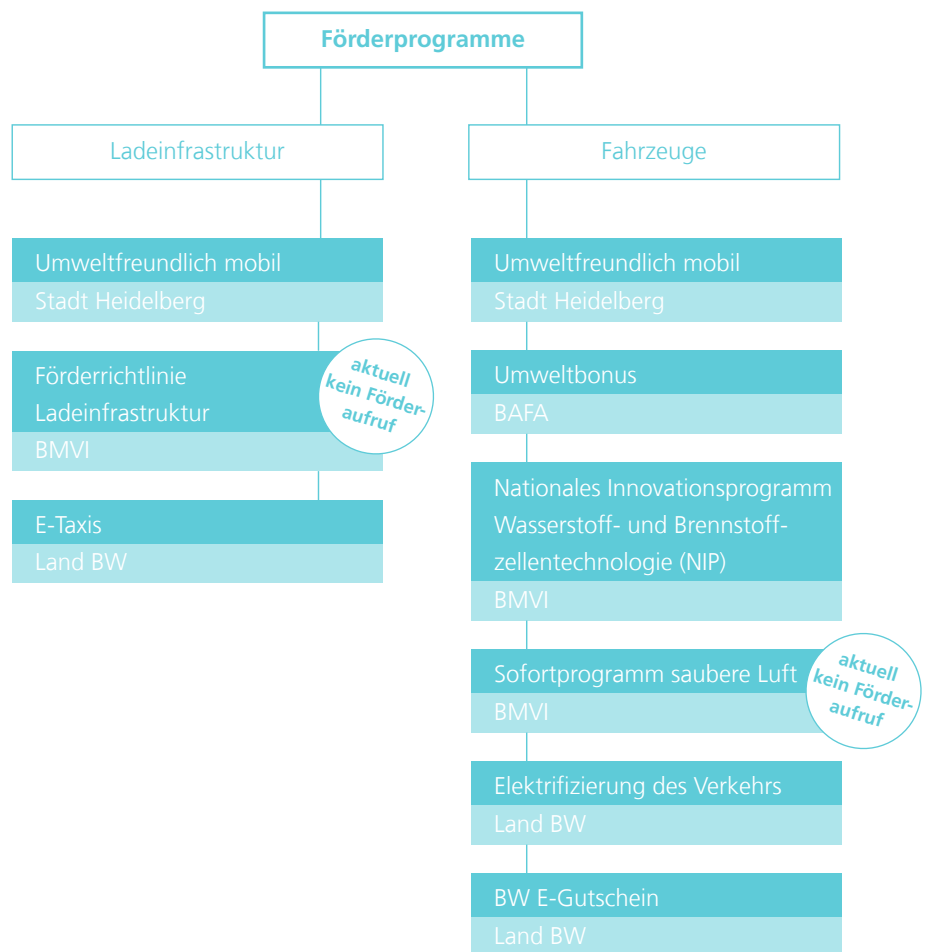 Förderprogramme
Ladeinfrastruktur
Umweltfreundlich mobil
Stadt Heidelberg
Förderrichtlinie
Ladeinfrastruktur
BMVI
aktuell
kein Förder-
aufruf
E-Taxis
Land BW
Fahrzeuge
Umweltfreundlich mobil
Stadt Heidelberg
Umweltbonus
BAFA
Nationales Innovationsprogramm
Wasserstoff- und Brennstoff-
zellentechnologie (NIP)
BMVI
Sofortprogramm saubere Luft
BMVI
aktuell
kein Förder-
aufruf
Elektrifizierung des Verkehrs
Land BW
BW E-Gutschein
Land BW